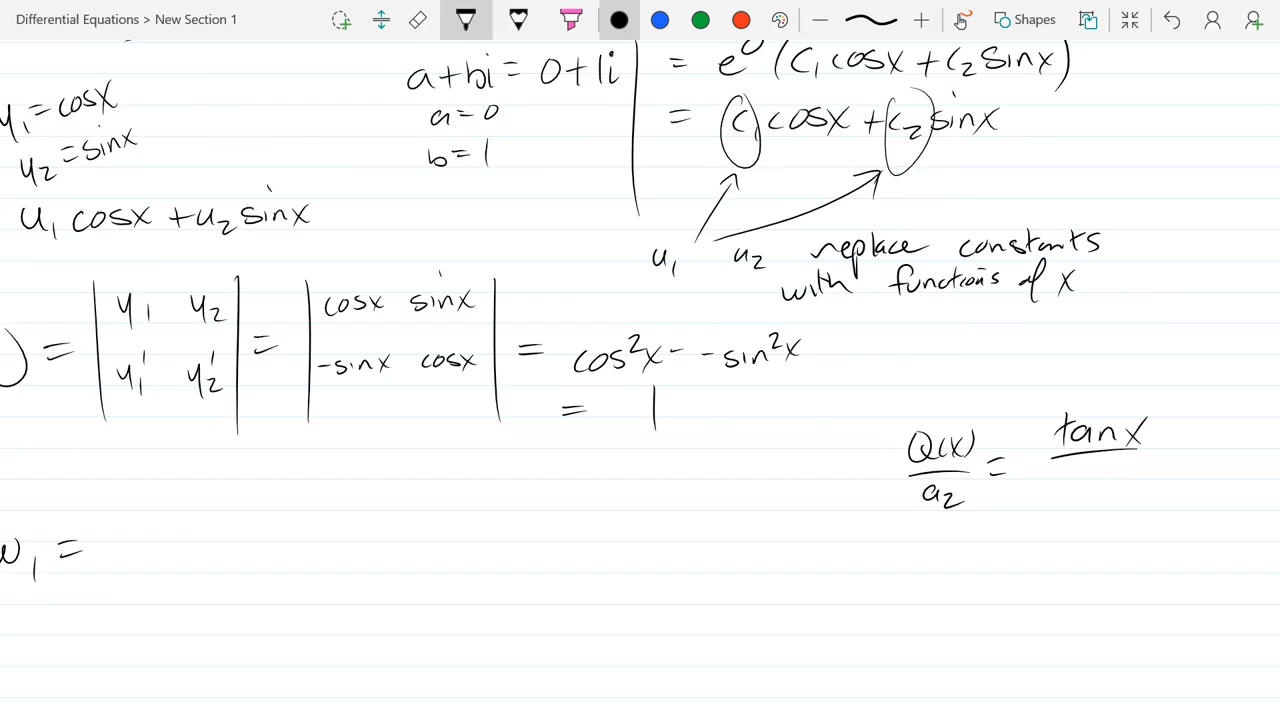 Differential Equations > New Section 1
Shapes
= e⁰ (C₁ cosx + C₂ sinx)
a+bi = 0+1i
y₁ = cosx
a = 0
= C₁ cosx + C₂ sinx
y₂ = sinx
b = 1
u₁ cosx + u₂ sinx
u₁ u₂ replace constants
with functions of x
) = | y₁ y₂ | = | cosx sinx |
| y₁' y₂' | | -sinx cosx | = cos²x - -sin²x
= 1
Q(x)/a₂ = tanx
w₁ =